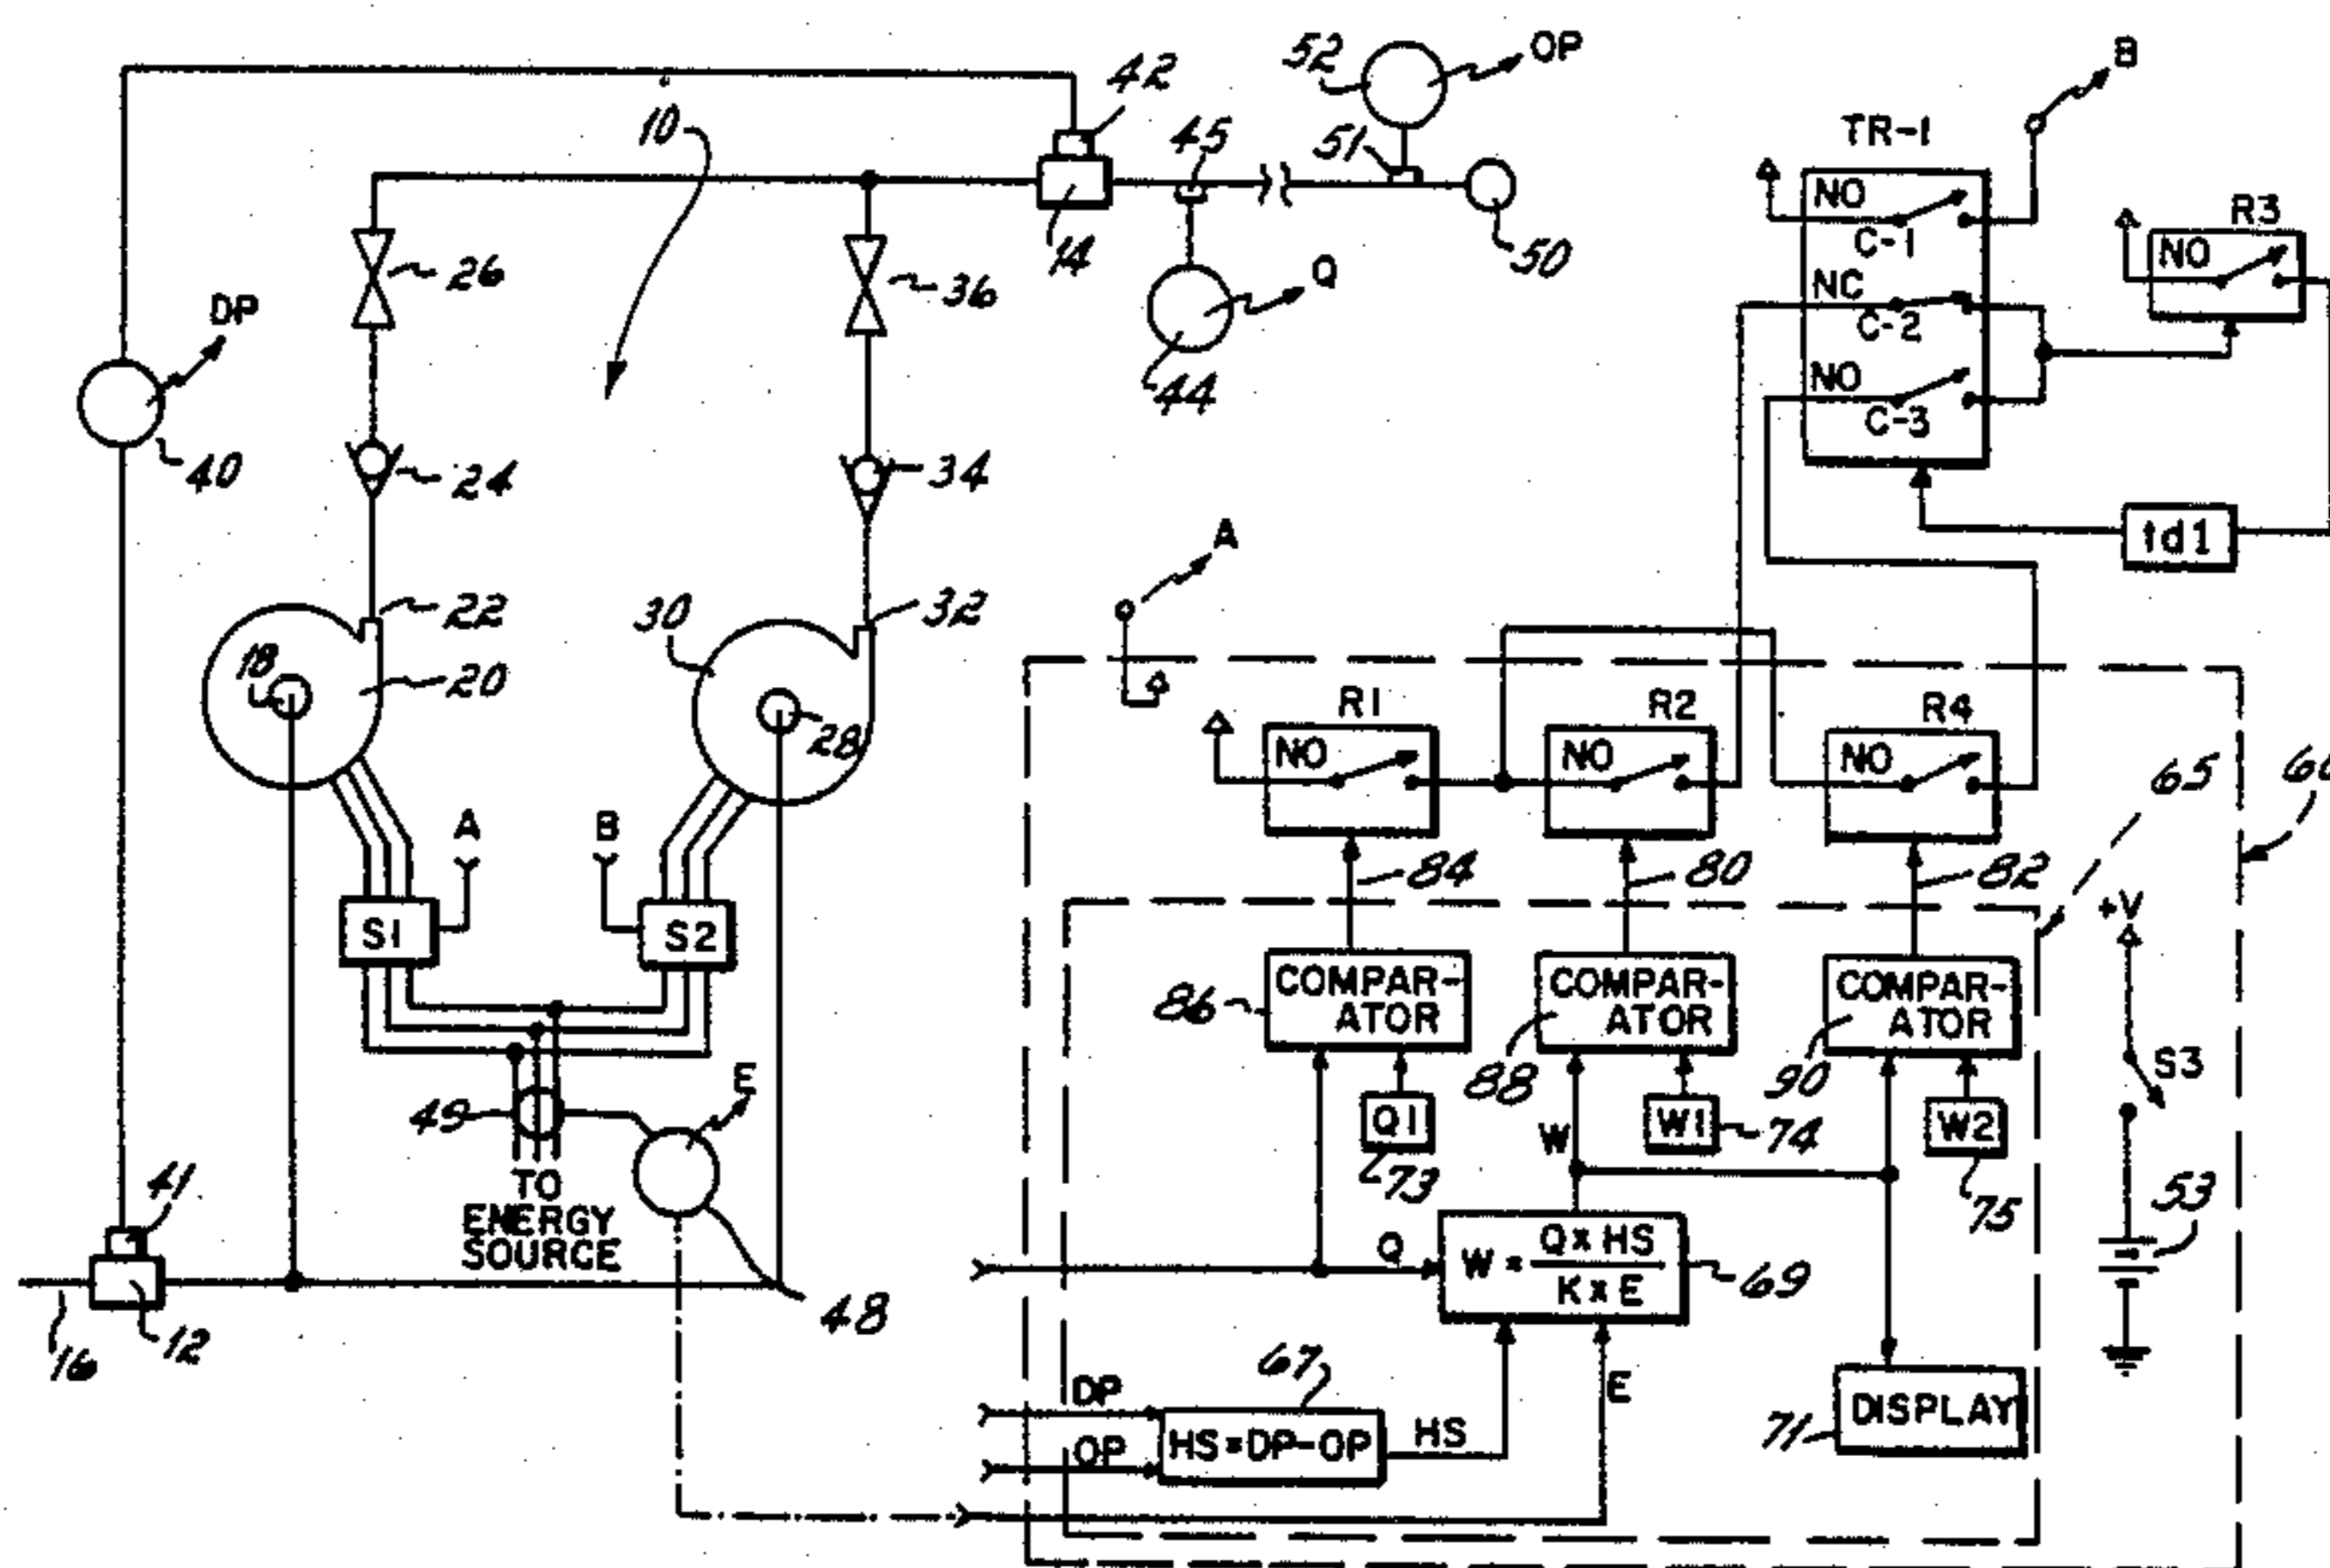 52
OP
B
42
10
45
51
TR-1
NO
C-1
R3
NO
14
50
26
36
Q
NC
C-2
DP
44
NO
C-3
40
24
34
A
td1
22
30
32
18
20
28
R1
R2
R4
NO
NO
NO
65
A
B
84
80
82
S1
S2
+V
86
COMPAR-
ATOR
88
COMPAR-
ATOR
90
COMPAR-
ATOR
S3
49
E
Q1
W
W1
74
W2
73
75
53
41
TO
ENERGY
SOURCE
Q
W = Q x HS
K x E
69
16
12
48
67
DP
OP
HS=DP-OP
HS
E
DISPLAY
71